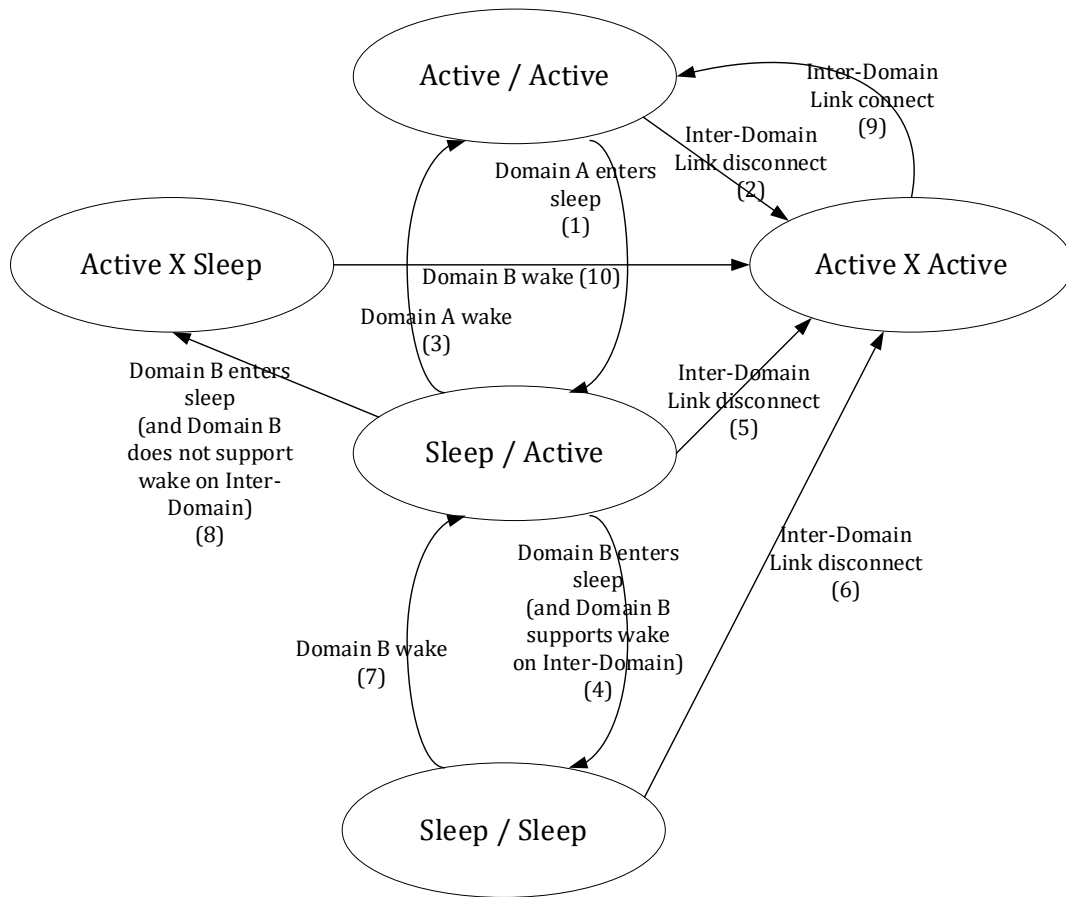 Active / Active
Inter-Domain
Link connect
(9)
Inter-Domain
Link disconnect
(2)
Domain A enters
sleep
(1)
Active X Sleep
Active X Active
Domain B wake (10)
Domain A wake
(3)
Domain B enters
sleep
(and Domain B
does not support
wake on Inter-
Domain)
(8)
Inter-Domain
Link disconnect
(5)
Sleep / Active
Domain B enters
sleep
(and Domain B
supports wake
on Inter-Domain)
(4)
Inter-Domain
Link disconnect
(6)
Domain B wake
(7)
Sleep / Sleep